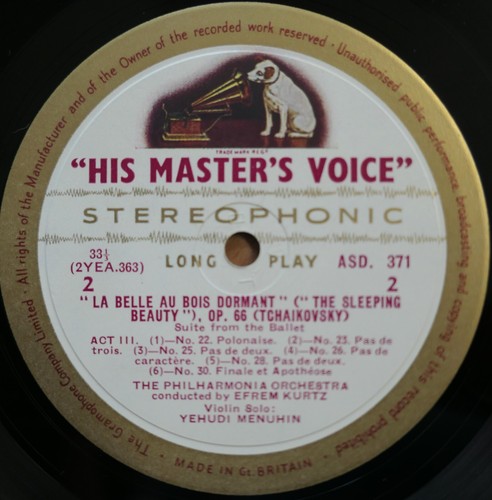 All rights of the Manufacturer and of the Owner of the recorded work reserved · Unauthorised public performance, broadcasting and copying of this record prohibited.
TRADE MARK
"HIS MASTER'S VOICE"
STEREOPHONIC
33⅓
(2YEA.363)
LONG PLAY
ASD. 371
2
2
"LA BELLE AU BOIS DORMANT" ("THE SLEEPING
BEAUTY"), OP. 66 (TCHAIKOVSKY)
Suite from the Ballet
ACT III. (1)—No. 22. Polonaise. (2)—No. 23. Pas de
trois. (3)—No. 25. Pas de deux. (4)—No. 26. Pas de
caractère. (5)—No. 28. Pas de deux.
(6)—No. 30. Finale et Apothéose
THE PHILHARMONIA ORCHESTRA
conducted by EFREM KURTZ
Violin Solo:
YEHUDI MENUHIN
The Gramophone Company Limited ·
MADE IN Gt. BRITAIN